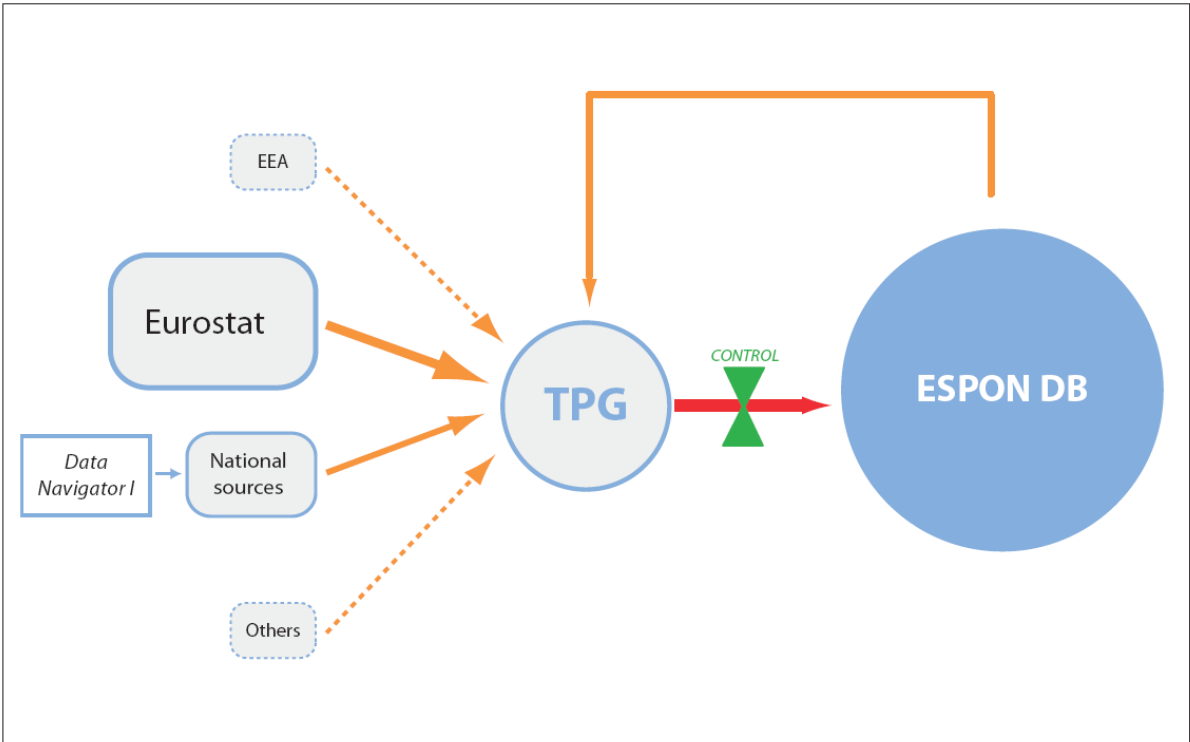 EEA
Eurostat
CONTROL
TPG
ESPON DB
Data
Navigator I
National
sources
Others